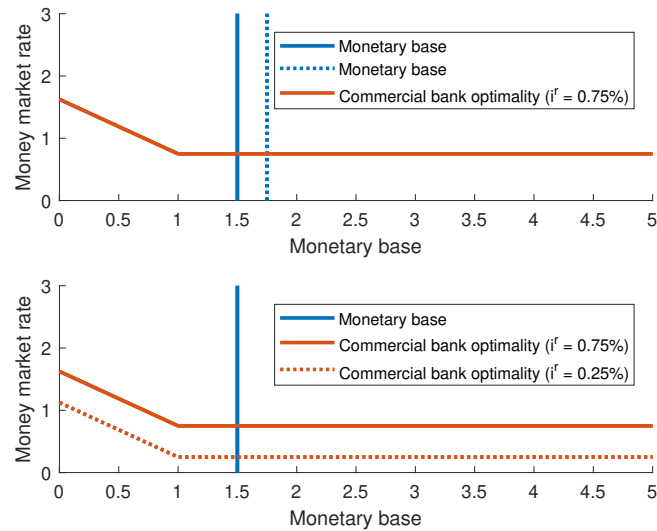 3
2
1
0
Money market rate
Monetary base
Monetary base
Commercial bank optimality (i^r = 0.75%)
0 0.5 1 1.5 2 2.5 3 3.5 4 4.5 5
Monetary base
3
2
1
0
Money market rate
Monetary base
Commercial bank optimality (i^r = 0.75%)
Commercial bank optimality (i^r = 0.25%)
0 0.5 1 1.5 2 2.5 3 3.5 4 4.5 5
Monetary base